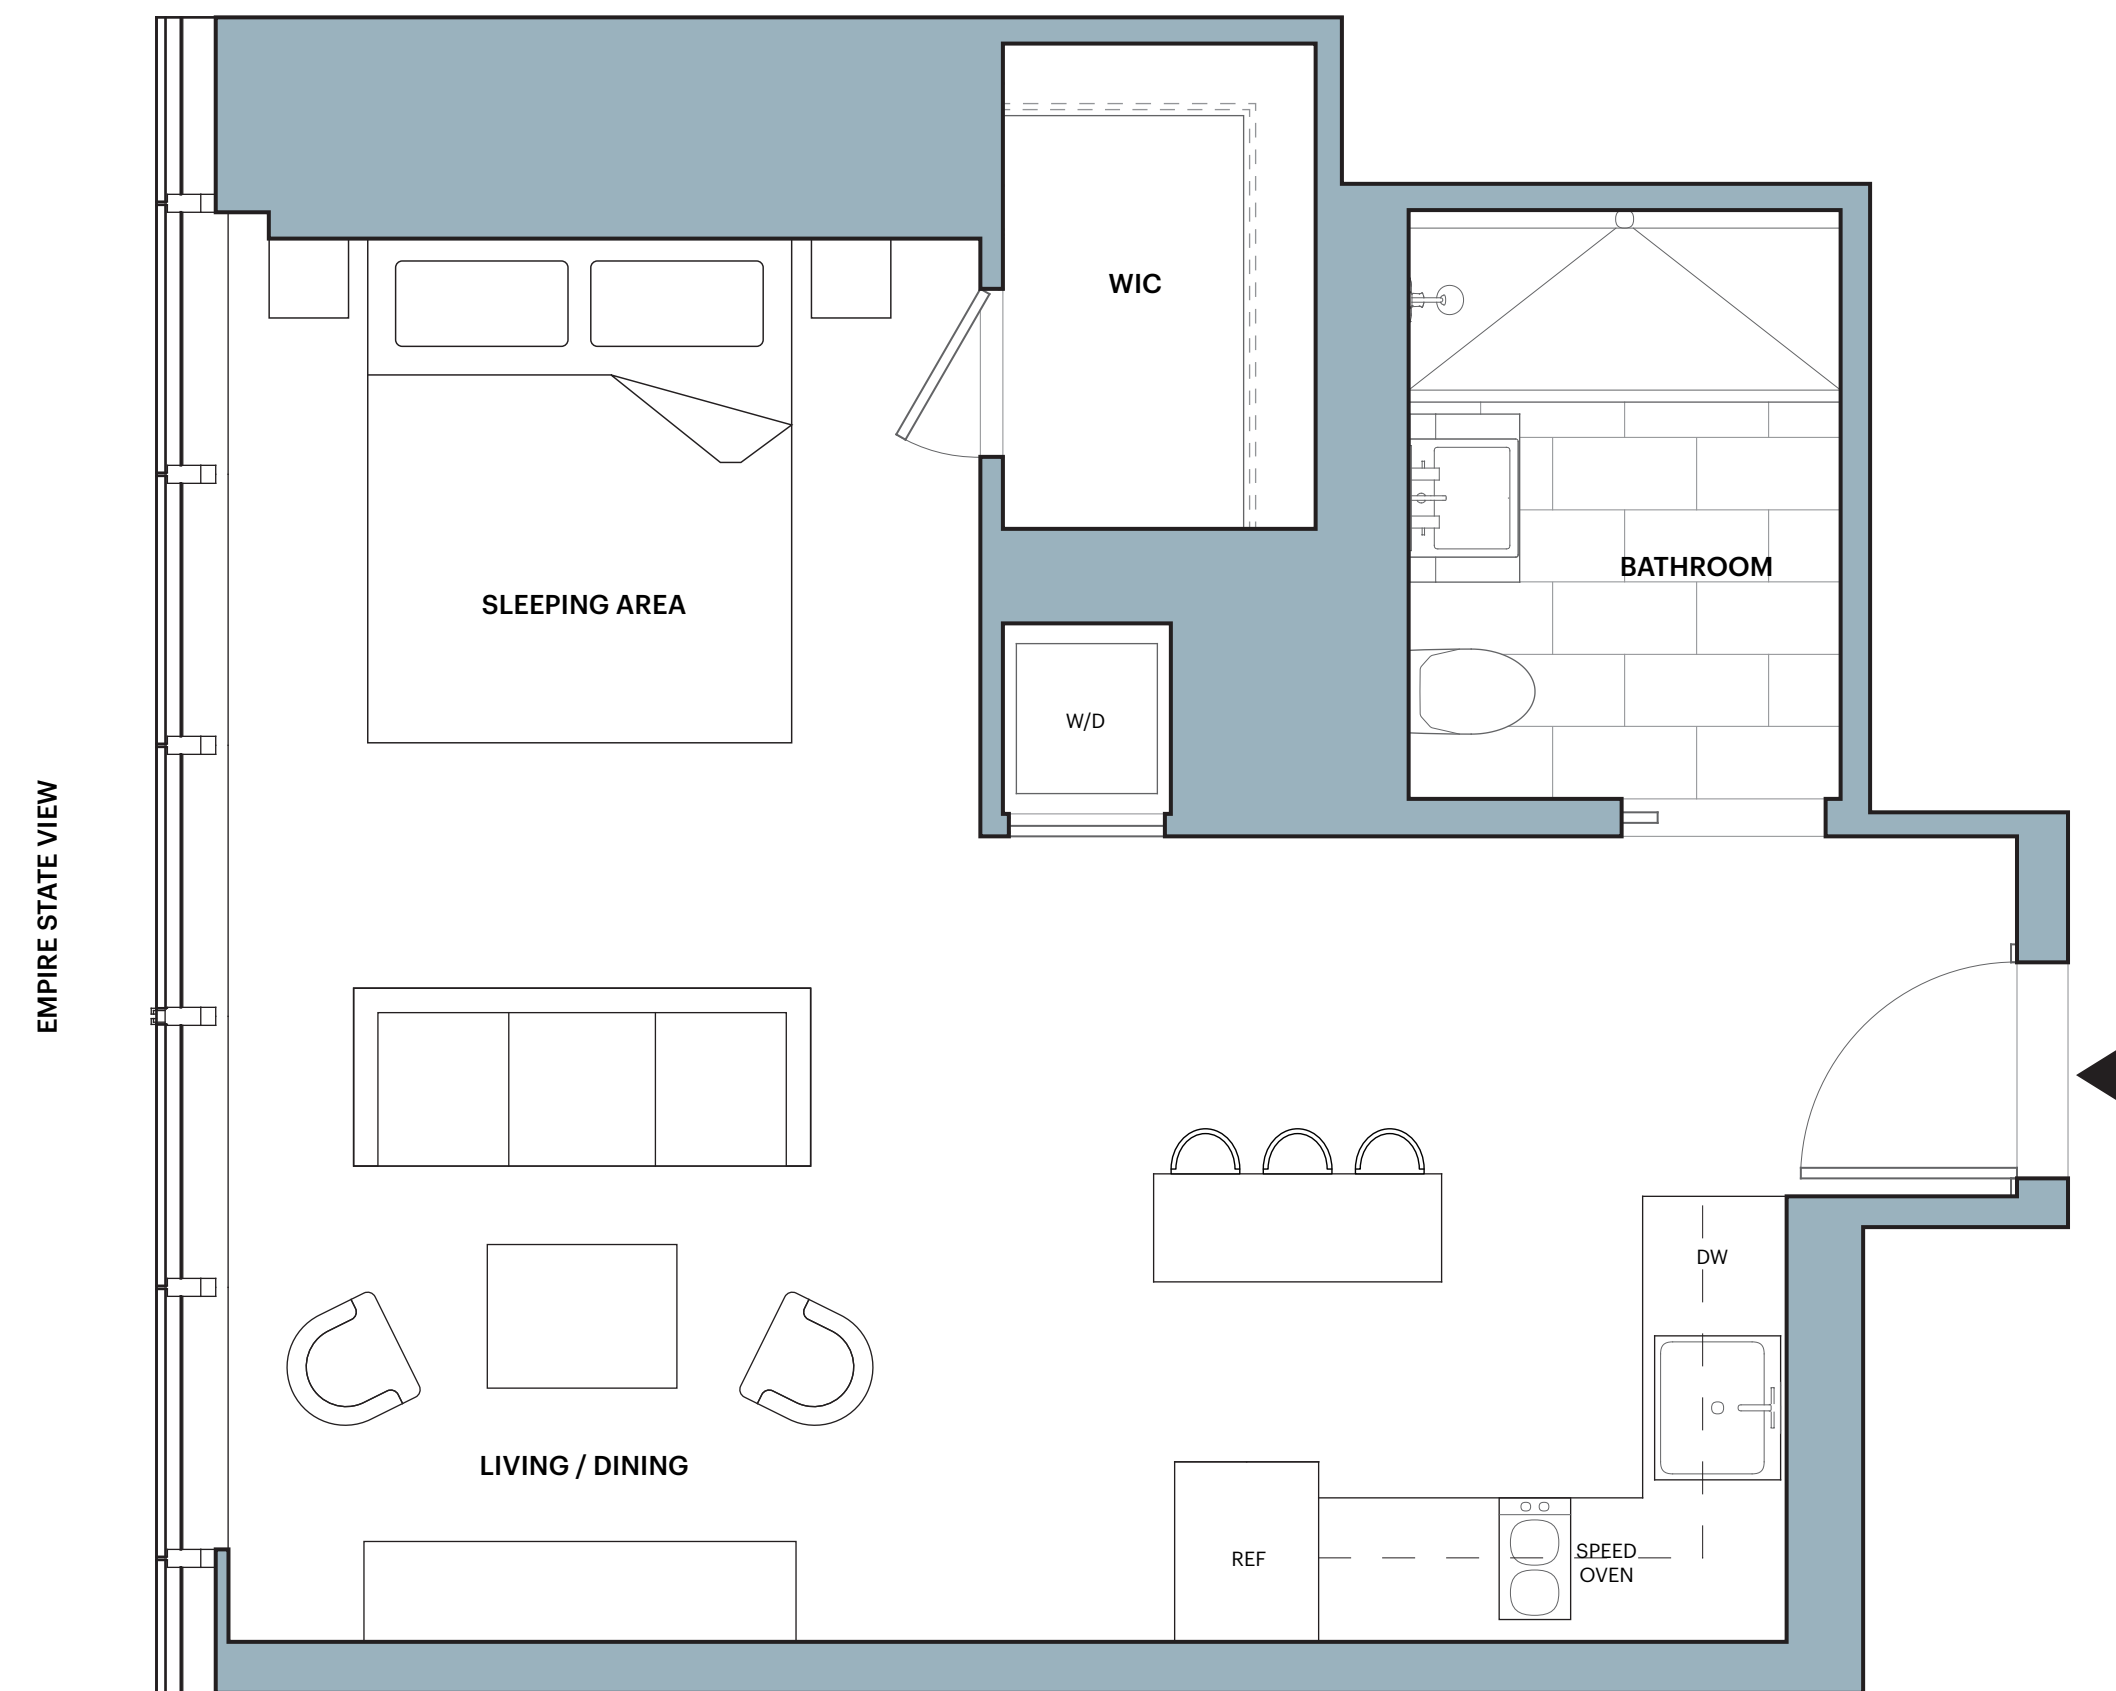 WIC
BATHROOM
SLEEPING AREA
W/D
EMPIRE STATE VIEW
DW
LIVING / DINING
REF
SPEED
OVEN